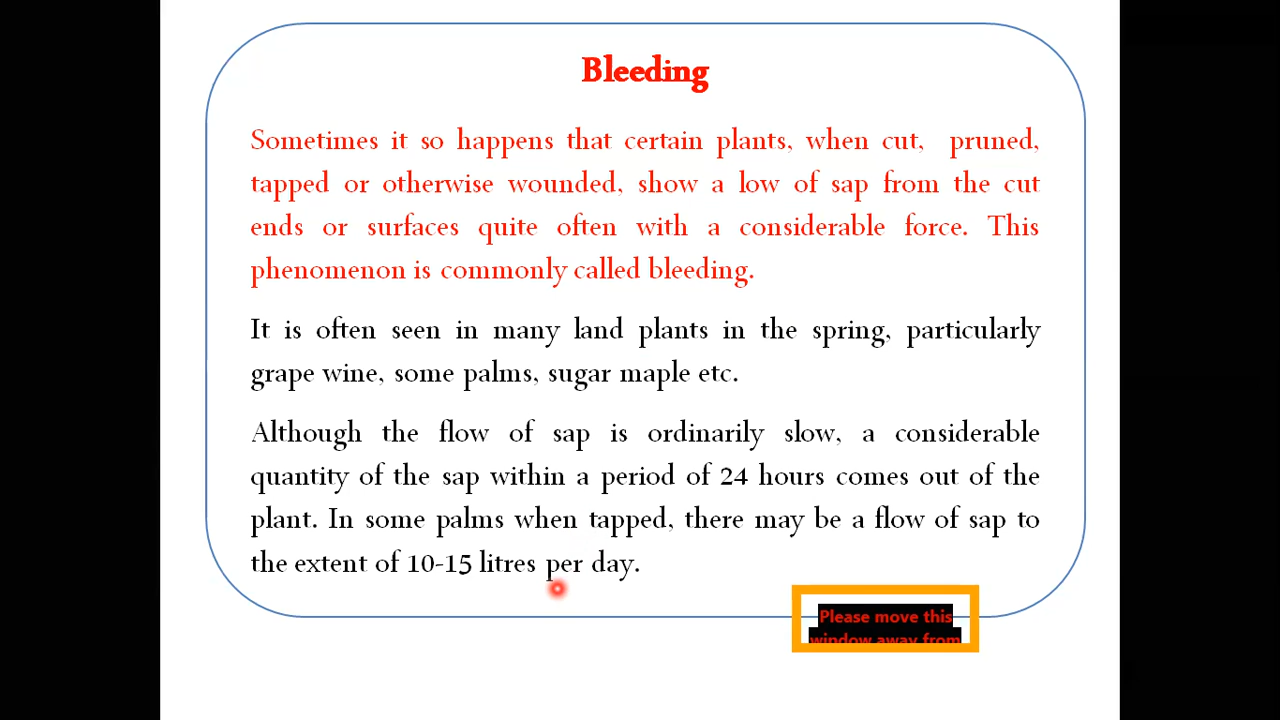 Bleeding
Sometimes it so happens that certain plants, when cut, pruned,
tapped or otherwise wounded, show a low of sap from the cut
ends or surfaces quite often with a considerable force. This
phenomenon is commonly called bleeding.
It is often seen in many land plants in the spring, particularly
grape wine, some palms, sugar maple etc.
Although the flow of sap is ordinarily slow, a considerable
quantity of the sap within a period of 24 hours comes out of the
plant. In some palms when tapped, there may be a flow of sap to
the extent of 10-15 litres per day.
Please move this
window away from